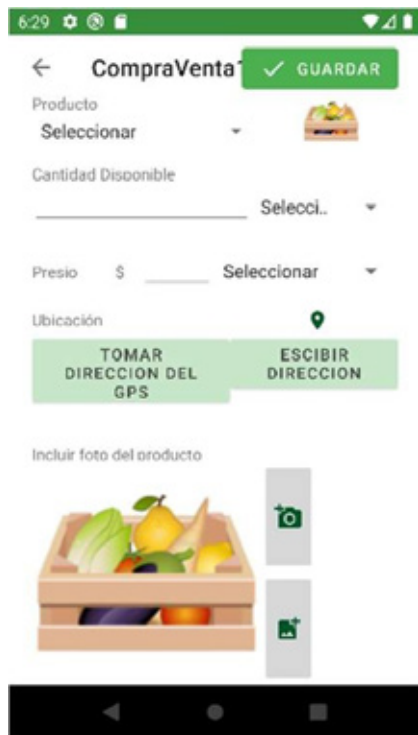 6:29
CompraVenta1 GUARDAR
Producto
Seleccionar
Cantidad Disponible
Selecci..
Presio $ Seleccionar
Ubicación
TOMAR
DIRECCION DEL
GPS
ESCIBIR
DIRECCION
Incluir foto del producto